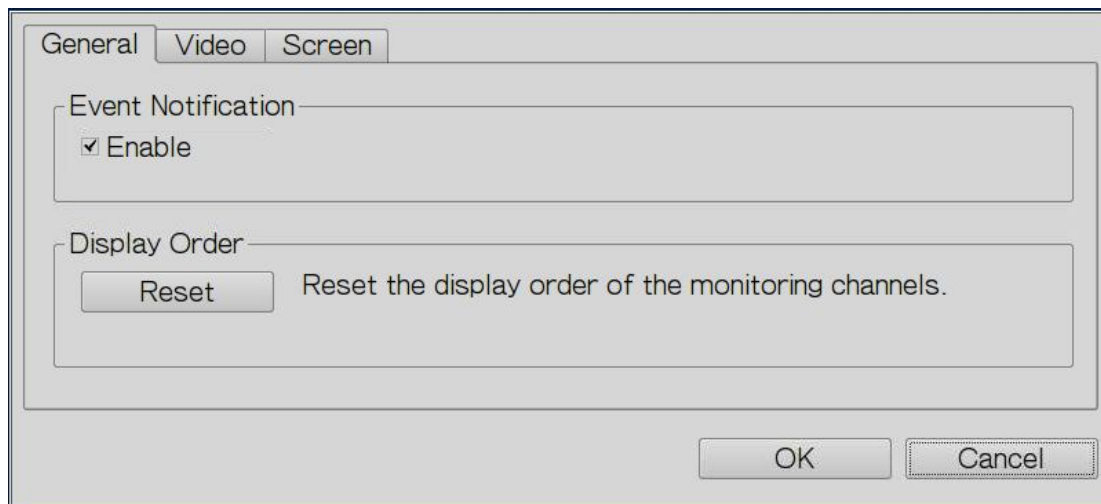 General Video Screen
Event Notification
Enable
Display Order
Reset Reset the display order of the monitoring channels.
OK Cancel